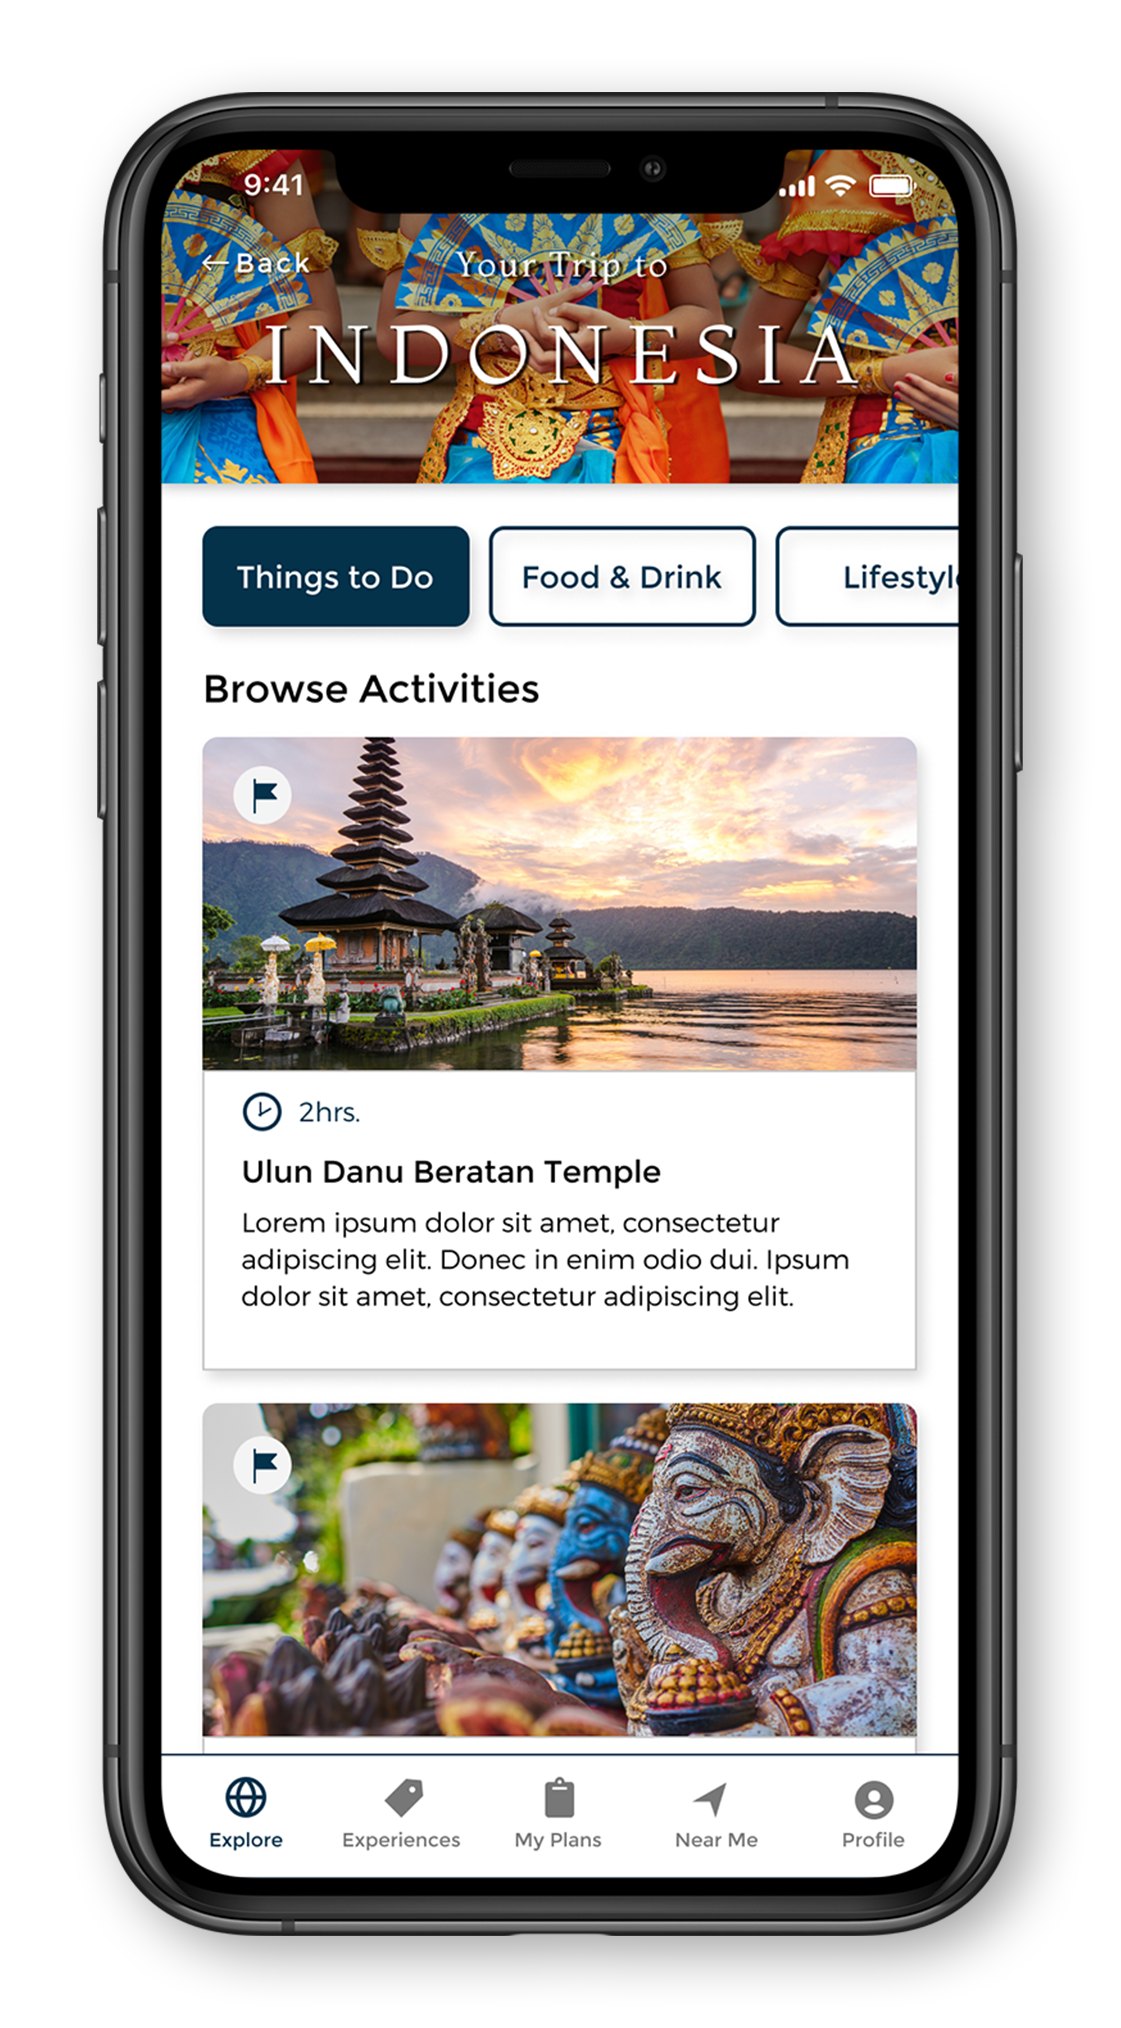 9:41
←Back
Your Trip to
INDONESIA
Things to Do
Food & Drink
Lifestyle
Browse Activities
2hrs.
Ulun Danu Beratan Temple
Lorem ipsum dolor sit amet, consectetur
adipiscing elit. Donec in enim odio dui. Ipsum
dolor sit amet, consectetur adipiscing elit.
Explore
Experiences
My Plans
Near Me
Profile